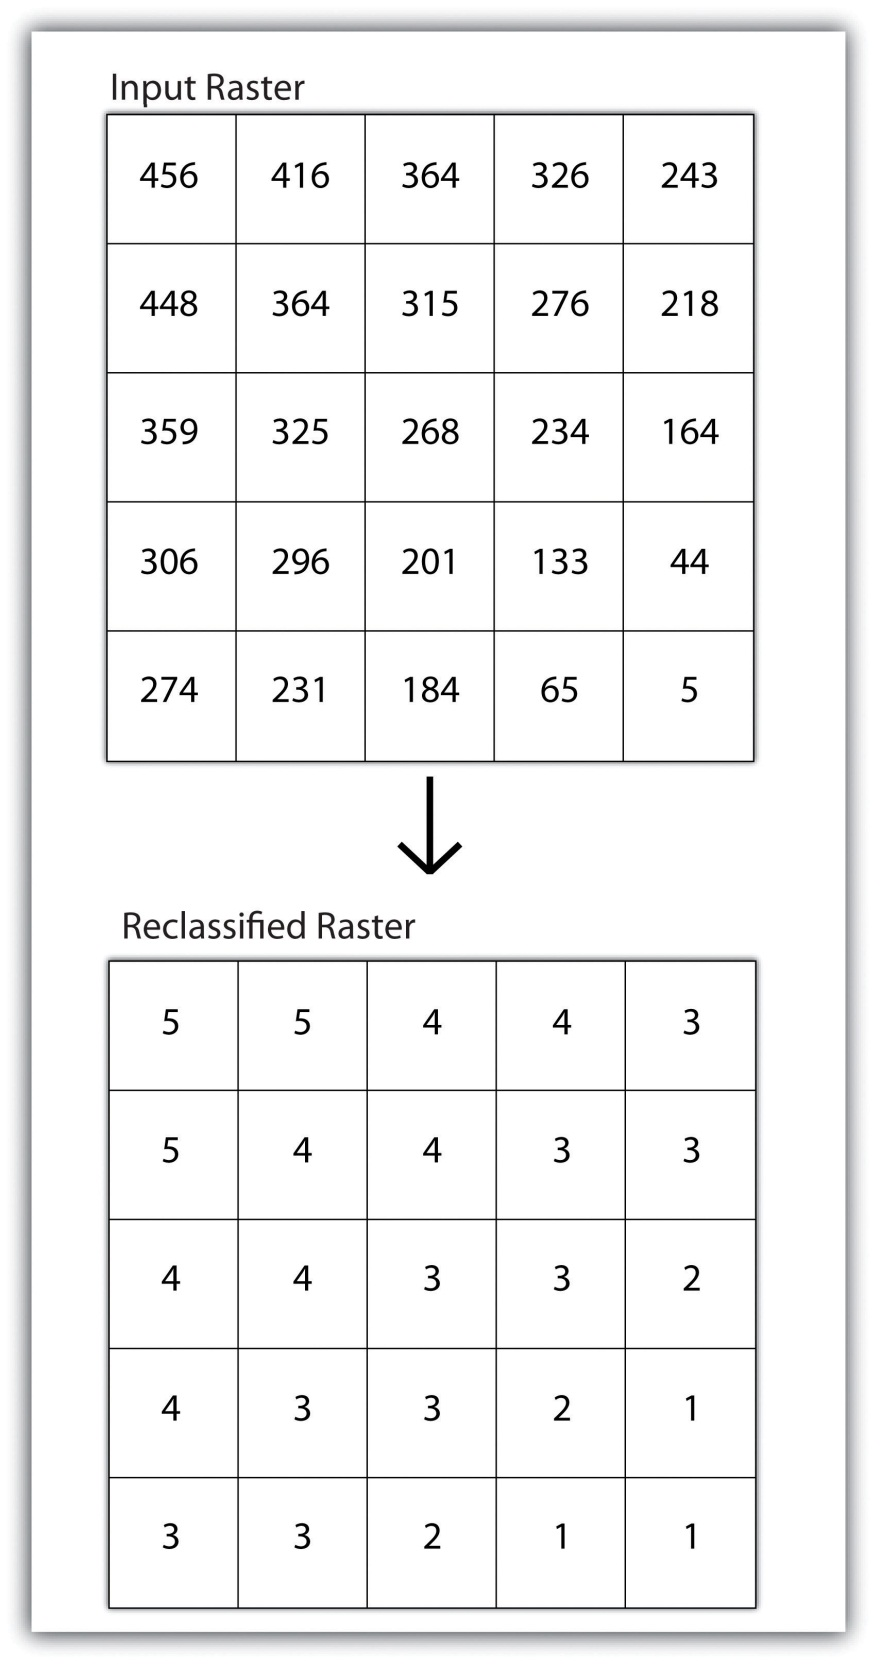 Input Raster
456 416 364 326 243
448 364 315 276 218
359 325 268 234 164
306 296 201 133 44
274 231 184 65 5
Reclassified Raster
5 5 4 4 3
5 4 4 3 3
4 4 3 3 2
4 3 3 2 1
3 3 2 1 1